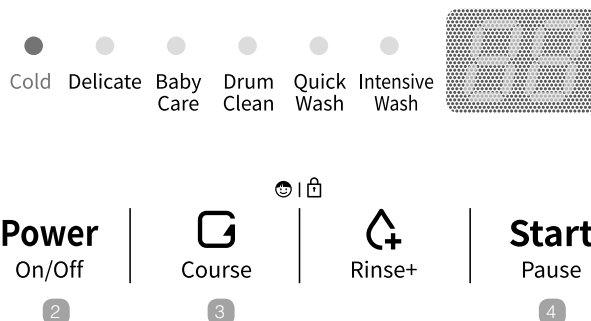 Cold Delicate Baby Care Drum Clean Quick Wash Intensive Wash
88
Power On/Off
Course
Rinse+
Start Pause
2 3 4